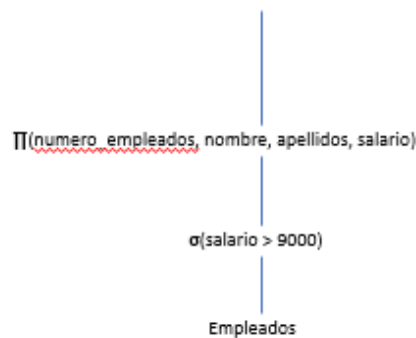 ∏(numero_empleados, nombre, apellidos, salario)
σ(salario > 9000)
Empleados